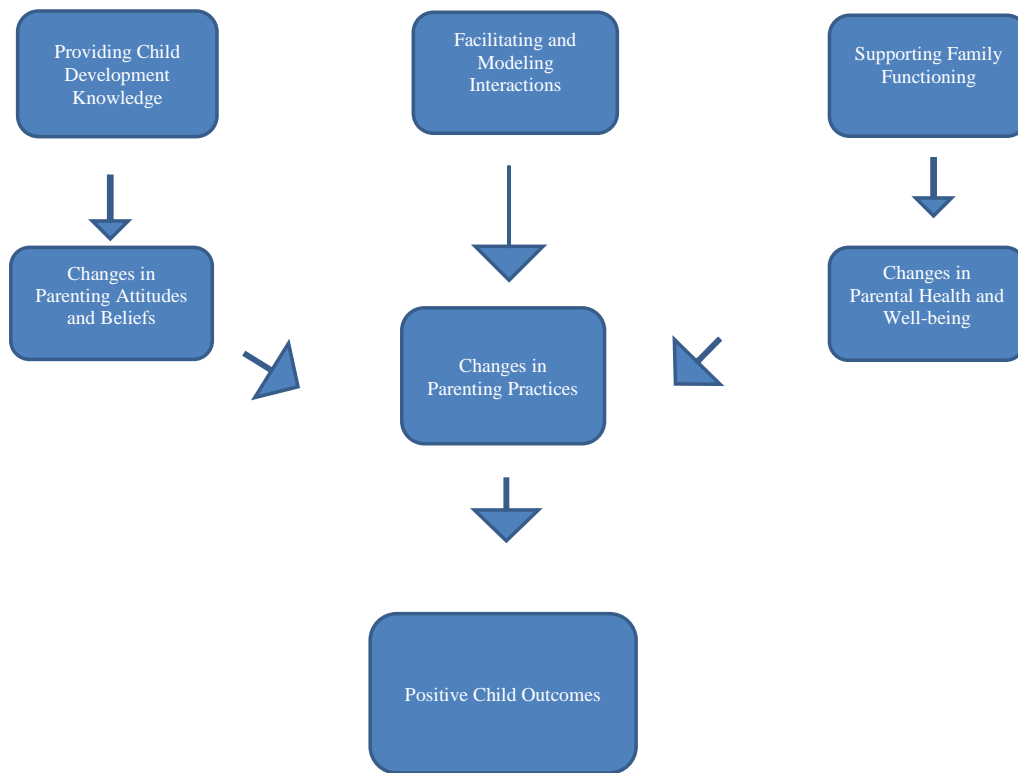 Providing Child
Development
Knowledge
Facilitating and
Modeling
Interactions
Supporting Family
Functioning
Changes in
Parenting Attitudes
and Beliefs
Changes in
Parental Health and
Well-being
Changes in
Parenting Practices
Positive Child Outcomes